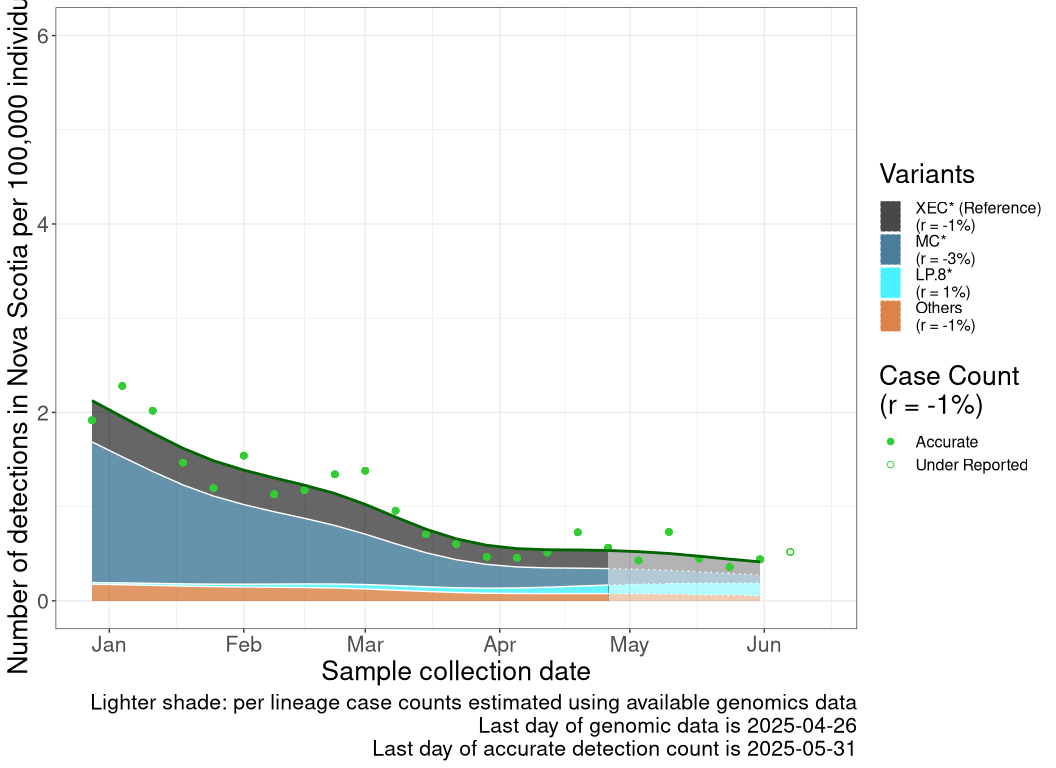 Number of detections in Nova Scotia per 100,000
6
4
2
0
Jan Feb Mar Apr May Jun
Sample collection date
Lighter shade: per lineage case counts estimated using available genomics data
Last day of genomic data is 2025-04-26
Last day of accurate detection count is 2025-05-31
Variants
XEC* (Reference)
(r = -1%)
MC*
(r = -3%)
LP.8*
(r = 1%)
Others
(r = -1%)
Case Count
(r = -1%)
Accurate
Under Reported